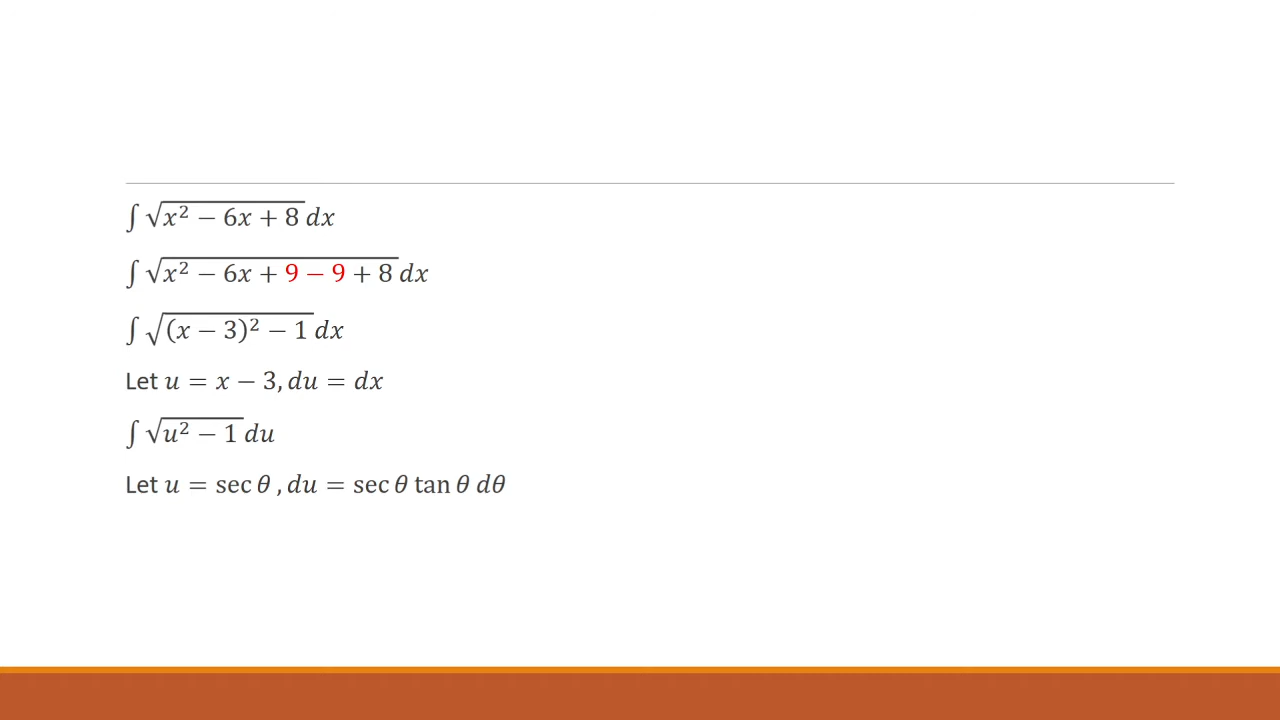 ∫ √(x² − 6x + 8) dx
∫ √(x² − 6x + 9 − 9 + 8) dx
∫ √((x − 3)² − 1) dx
Let u = x − 3, du = dx
∫ √(u² − 1) du
Let u = sec θ , du = sec θ tan θ dθ